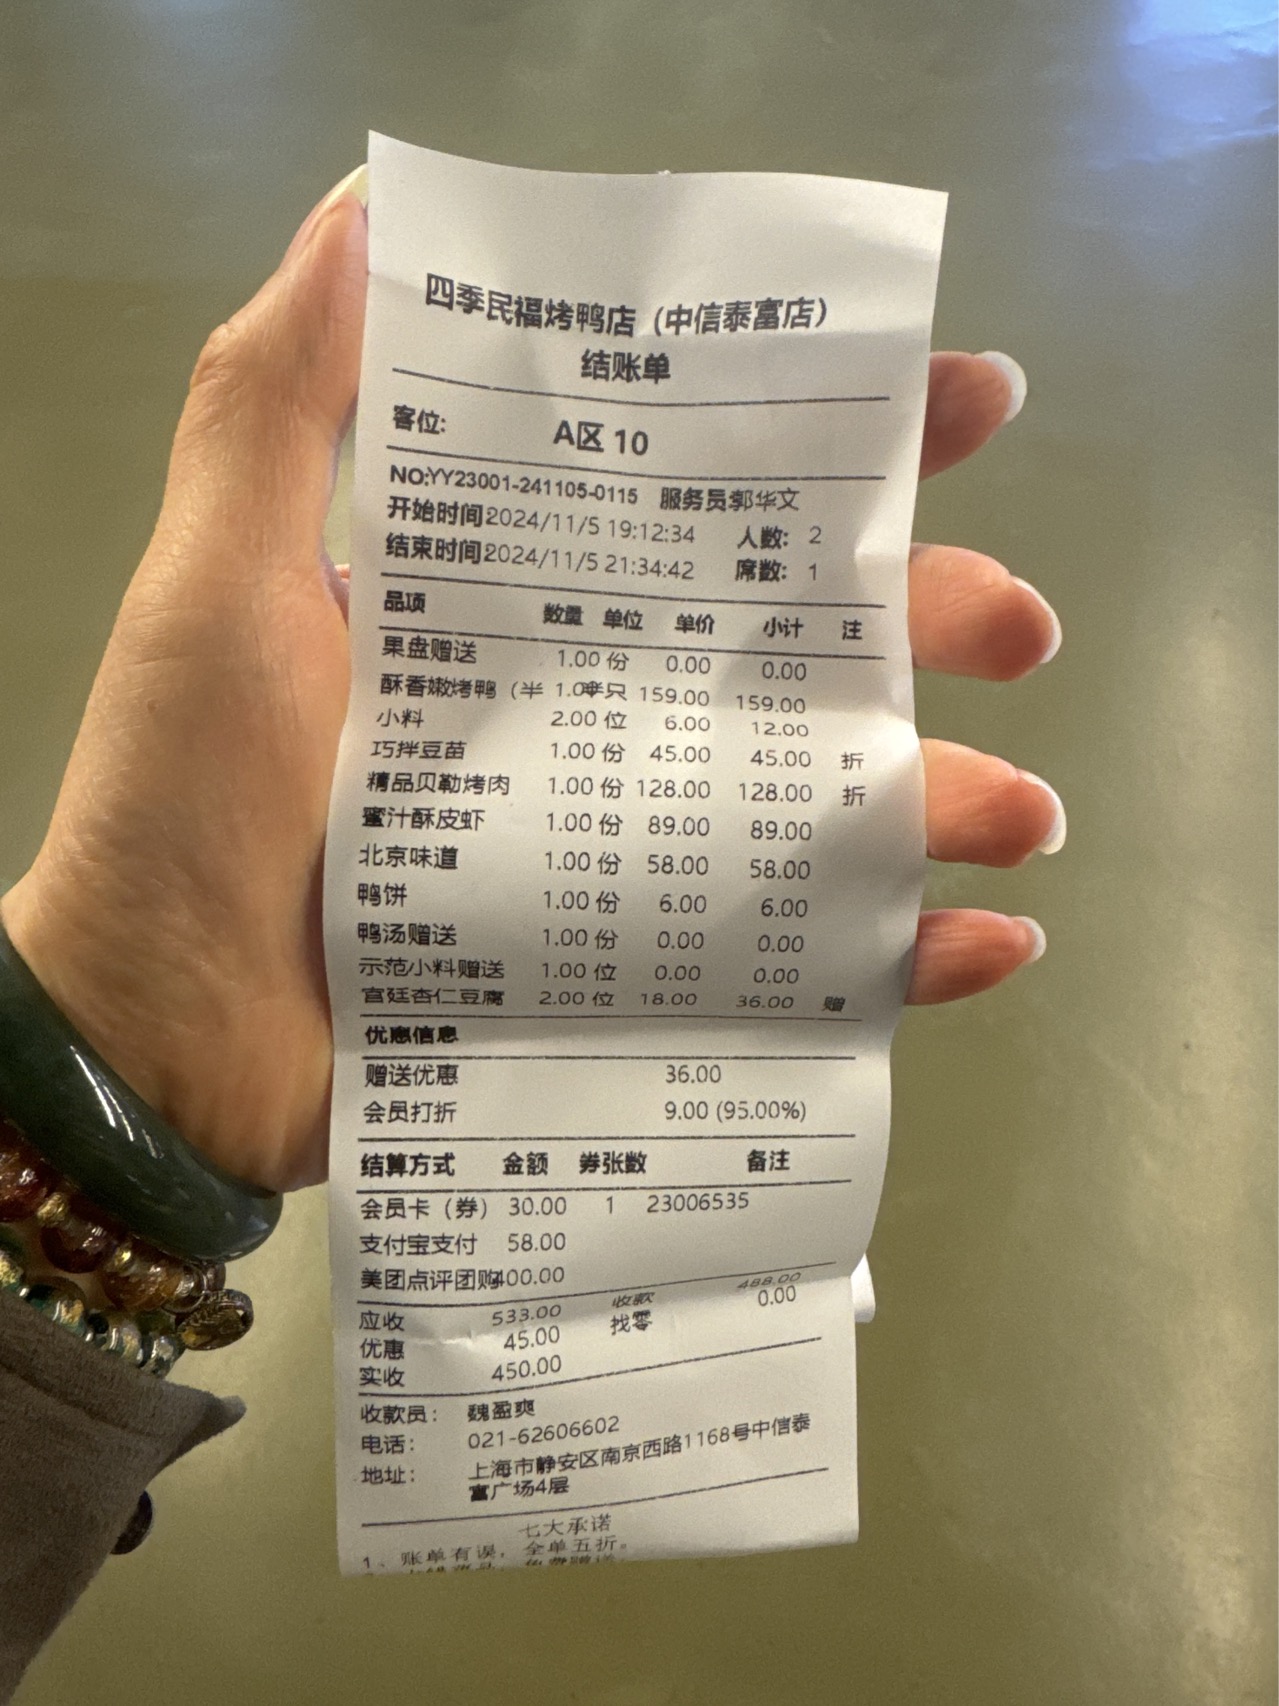 四季民福烤鸭店（中信泰富店）
结账单
客位: A区 10
NO:YY23001-241105-0115 服务员:郭华文
开始时间:2024/11/5 19:12:34 人数: 2
结束时间:2024/11/5 21:34:42 席数: 1
品项 数量 单位 单价 小计 注
果盘赠送 1.00 份 0.00 0.00
酥香嫩烤鸭（半 1.00半只 159.00 159.00
小料 2.00 位 6.00 12.00
巧拌豆苗 1.00 份 45.00 45.00 折
精品贝勒烤肉 1.00 份 128.00 128.00 折
蜜汁酥皮虾 1.00 份 89.00 89.00
北京味道 1.00 份 58.00 58.00
鸭饼 1.00 份 6.00 6.00
鸭汤赠送 1.00 份 0.00 0.00
示范小料赠送 1.00 位 0.00 0.00
宫廷杏仁豆腐 2.00 位 18.00 36.00 赠
优惠信息
赠送优惠 36.00
会员打折 9.00 (95.00%)
结算方式 金额 券张数 备注
会员卡（券） 30.00 1 23006535
支付宝支付 58.00
美团点评团购400.00
应收 533.00 收款 488.00
优惠 45.00 找零 0.00
实收 450.00
收款员： 魏盈爽
电话： 021-62606602
地址： 上海市静安区南京西路1168号中信泰
富广场4层
七大承诺
1、账单有误，全单五折。